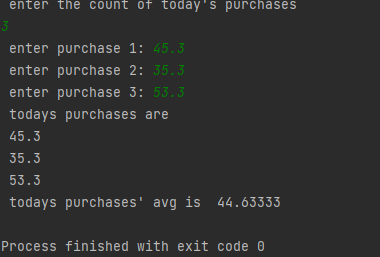 enter the count of today's purchases
3
enter purchase 1: 45.3
enter purchase 2: 35.3
enter purchase 3: 53.3
todays purchases are
45.3
35.3
53.3
todays purchases' avg is  44.63333
Process finished with exit code 0